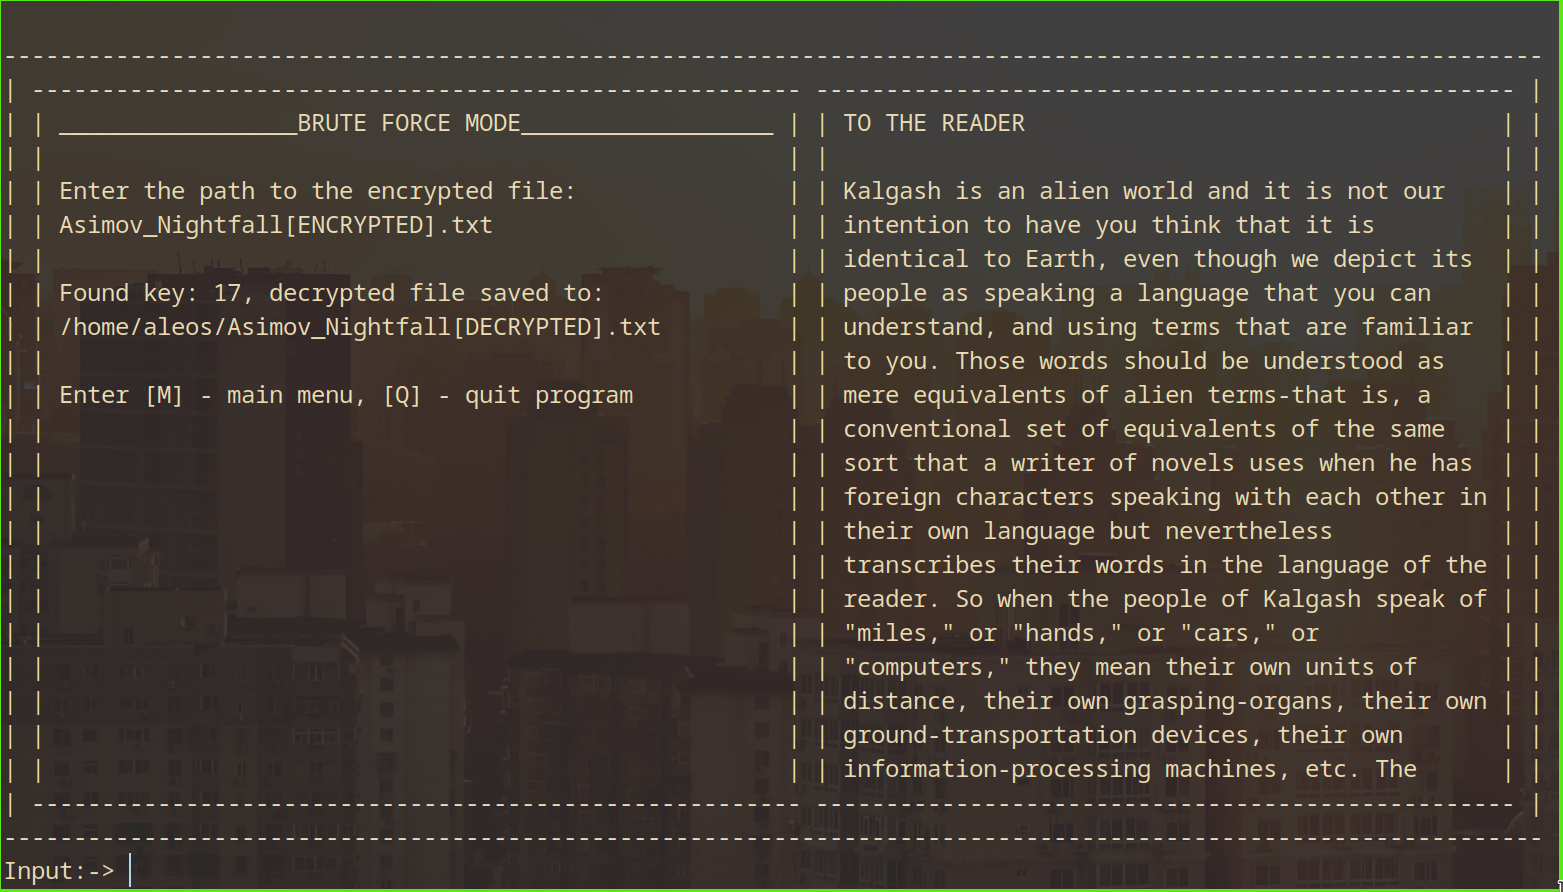 BRUTE FORCE MODE
Enter the path to the encrypted file:
Asimov_Nightfall[ENCRYPTED].txt
Found key: 17, decrypted file saved to:
/home/aleos/Asimov_Nightfall[DECRYPTED].txt
Enter [M] - main menu, [Q] - quit program
TO THE READER
Kalgash is an alien world and it is not our
intention to have you think that it is
identical to Earth, even though we depict its
people as speaking a language that you can
understand, and using terms that are familiar
to you. Those words should be understood as
mere equivalents of alien terms-that is, a
conventional set of equivalents of the same
sort that a writer of novels uses when he has
foreign characters speaking with each other in
their own language but nevertheless
transcribes their words in the language of the
reader. So when the people of Kalgash speak of
"miles," or "hands," or "cars," or
"computers," they mean their own units of
distance, their own grasping-organs, their own
ground-transportation devices, their own
information-processing machines, etc. The
Input:->